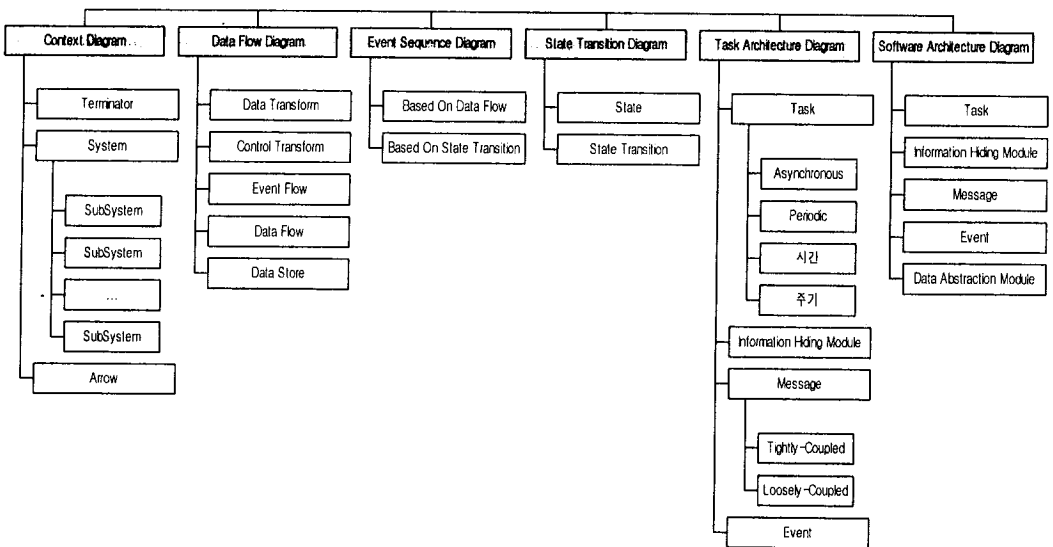 Context Diagram
Terminator
System
SubSystem
SubSystem
...
SubSystem
Arrow
Data Flow Diagram
Data Transform
Control Transform
Event Flow
Data Flow
Data Store
Event Sequence Diagram
Based On Data Flow
Based On State Transition
State Transition Diagram
State
State Transition
Task Architecture Diagram
Task
Asynchronous
Periodic
시간
주기
Information Hiding Module
Message
Tightly-Coupled
Loosely-Coupled
Event
Software Architecture Diagram
Task
Information Hiding Module
Message
Event
Data Abstraction Module